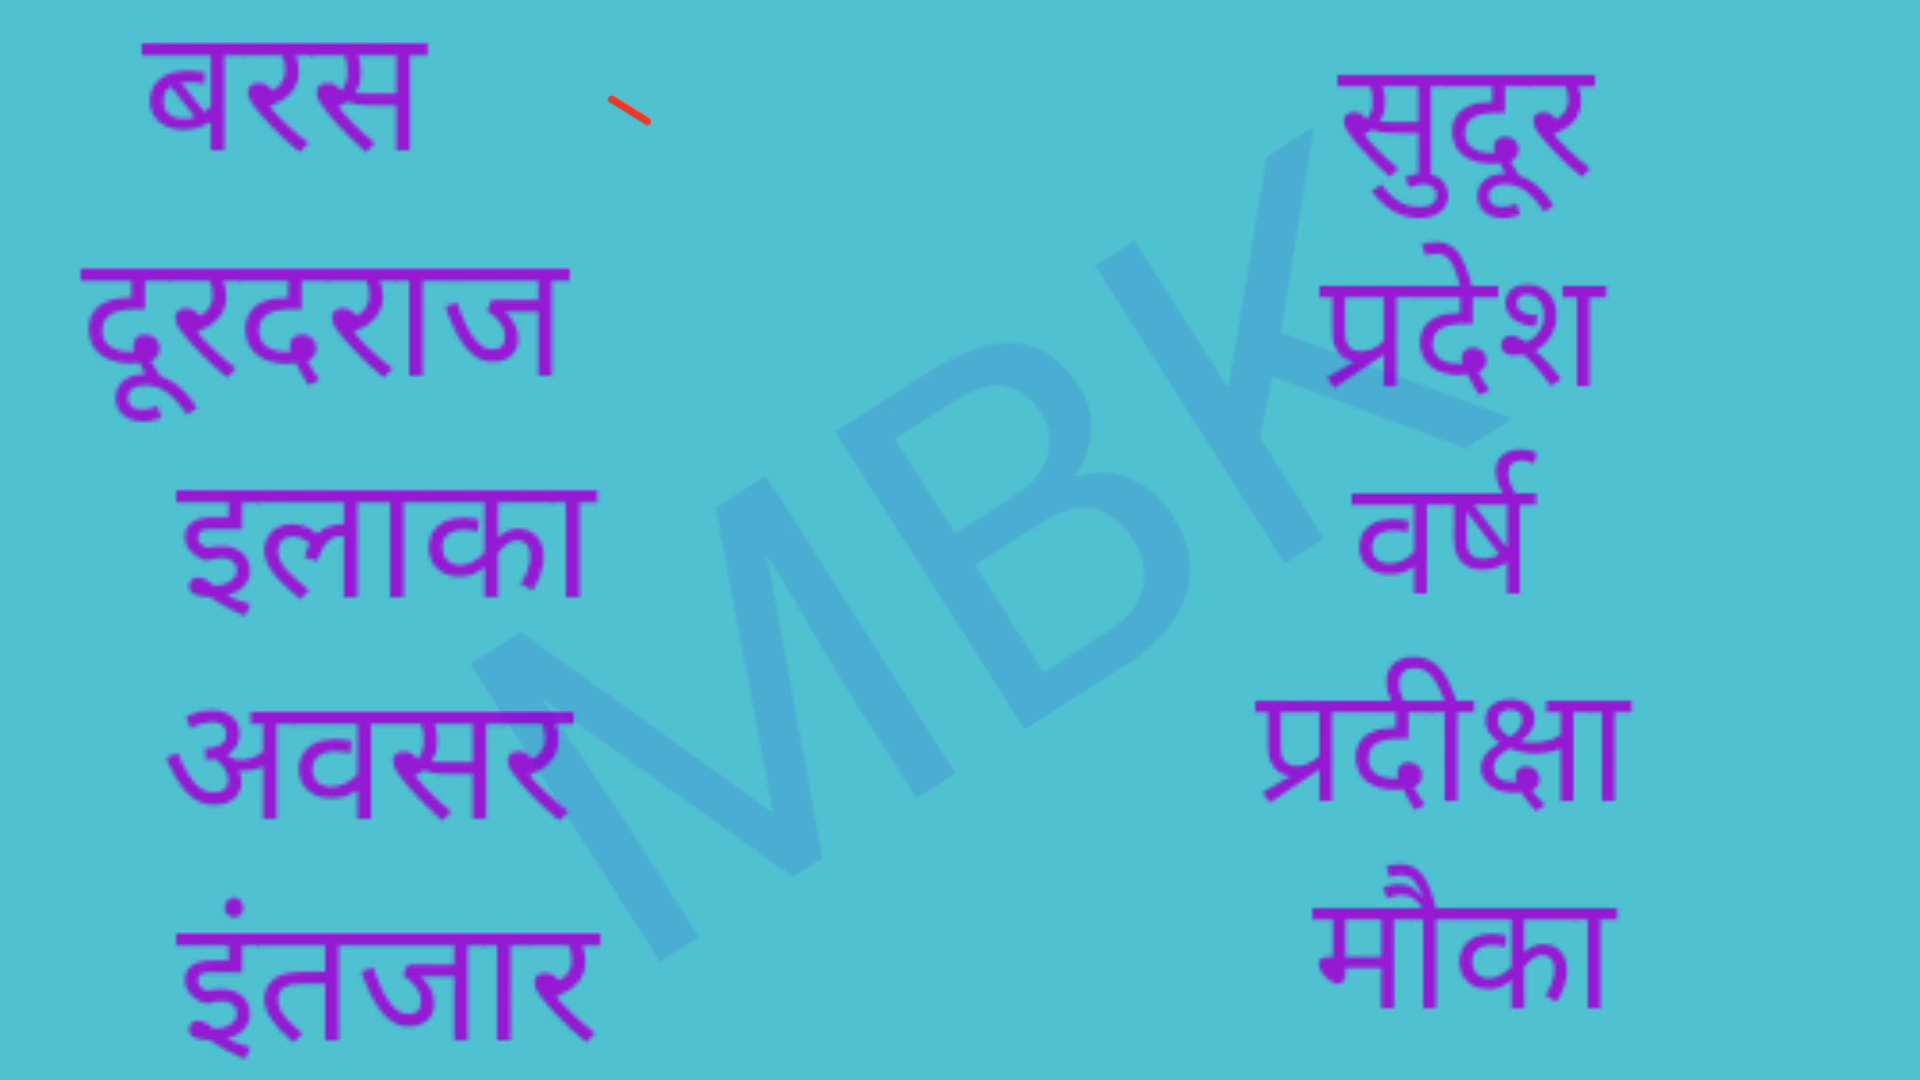 बरस
सुदूर
दूरदराज
प्रदेश
इलाका
वर्ष
अवसर
प्रदीक्षा
इंतजार
मौका
MBK